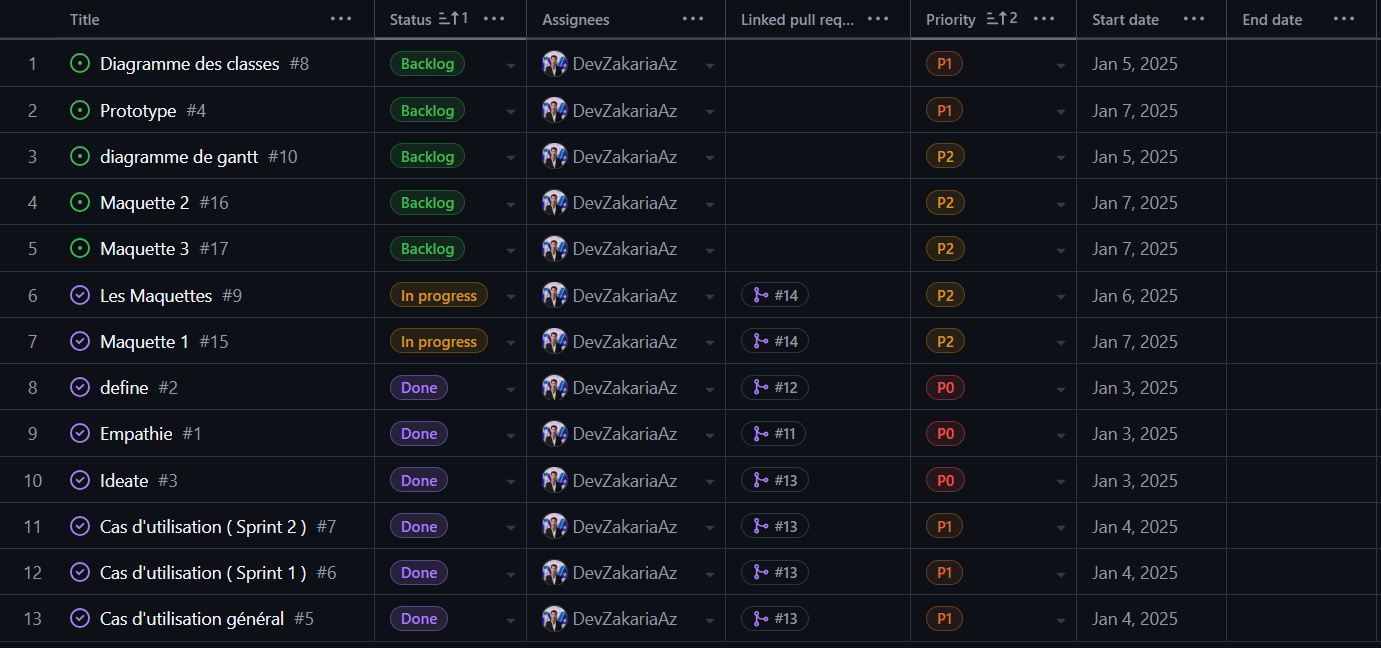 Title ... Status 1 ... Assignees ... Linked pull req... ... Priority 2 ... Start date ... End date ...
1 Diagramme des classes #8 Backlog DevZakariaAz P1 Jan 5, 2025
2 Prototype #4 Backlog DevZakariaAz P1 Jan 7, 2025
3 diagramme de gantt #10 Backlog DevZakariaAz P2 Jan 5, 2025
4 Maquette 2 #16 Backlog DevZakariaAz P2 Jan 7, 2025
5 Maquette 3 #17 Backlog DevZakariaAz P2 Jan 7, 2025
6 Les Maquettes #9 In progress DevZakariaAz #14 P2 Jan 6, 2025
7 Maquette 1 #15 In progress DevZakariaAz #14 P2 Jan 7, 2025
8 define #2 Done DevZakariaAz #12 P0 Jan 3, 2025
9 Empathie #1 Done DevZakariaAz #11 P0 Jan 3, 2025
10 Ideate #3 Done DevZakariaAz #13 P0 Jan 3, 2025
11 Cas d'utilisation ( Sprint 2 ) #7 Done DevZakariaAz #13 P1 Jan 4, 2025
12 Cas d'utilisation ( Sprint 1 ) #6 Done DevZakariaAz #13 P1 Jan 4, 2025
13 Cas d'utilisation général #5 Done DevZakariaAz #13 P1 Jan 4, 2025